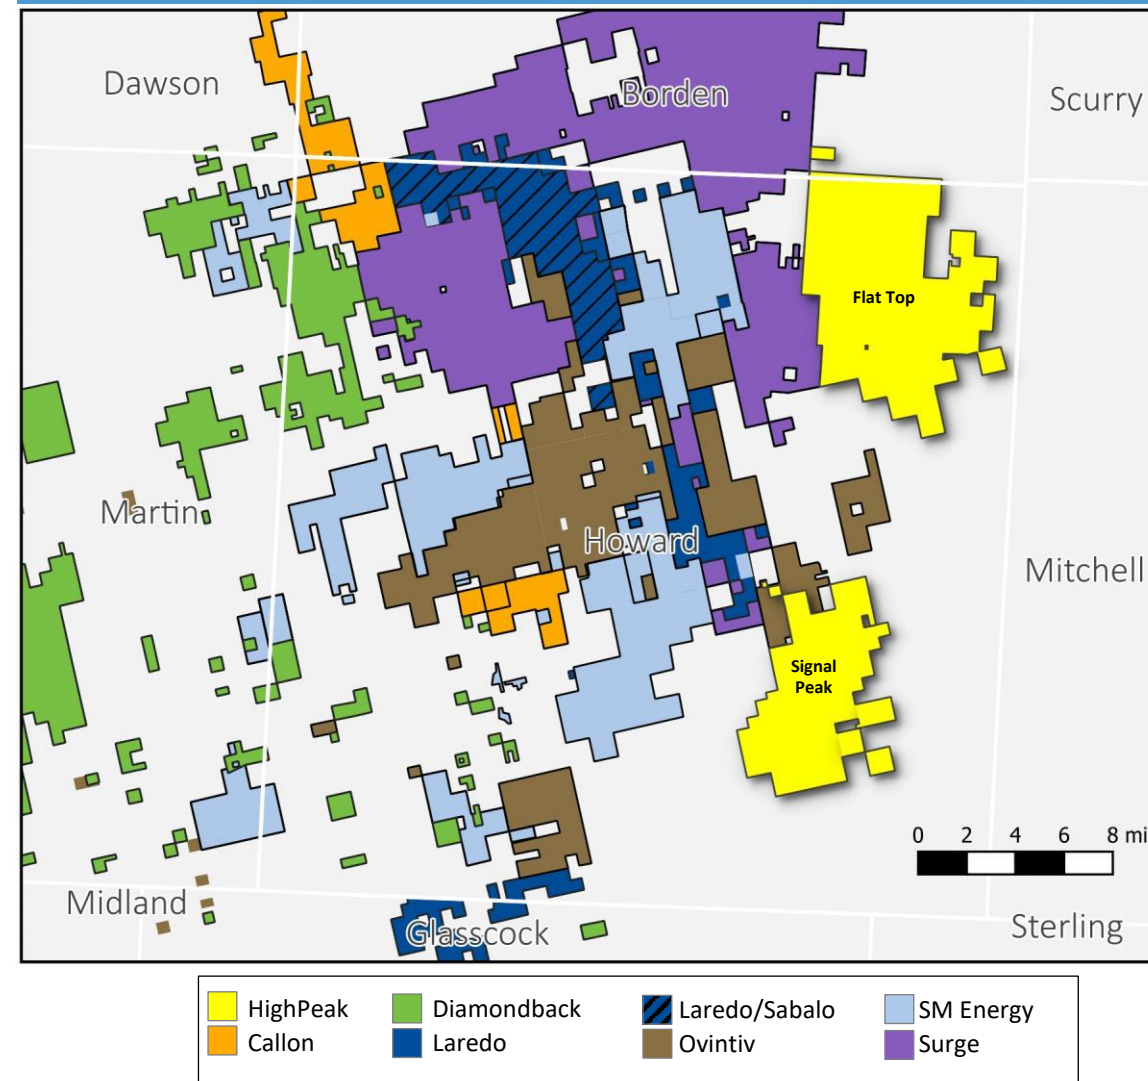 Dawson
Borden
Scurry
Flat Top
Martin
Howard
Mitchell
Signal
Peak
0 2 4 6 8 mi
Midland
Glasscock
Sterling
HighPeak Diamondback Laredo/Sabalo SM Energy
Callon Laredo Ovintiv Surge